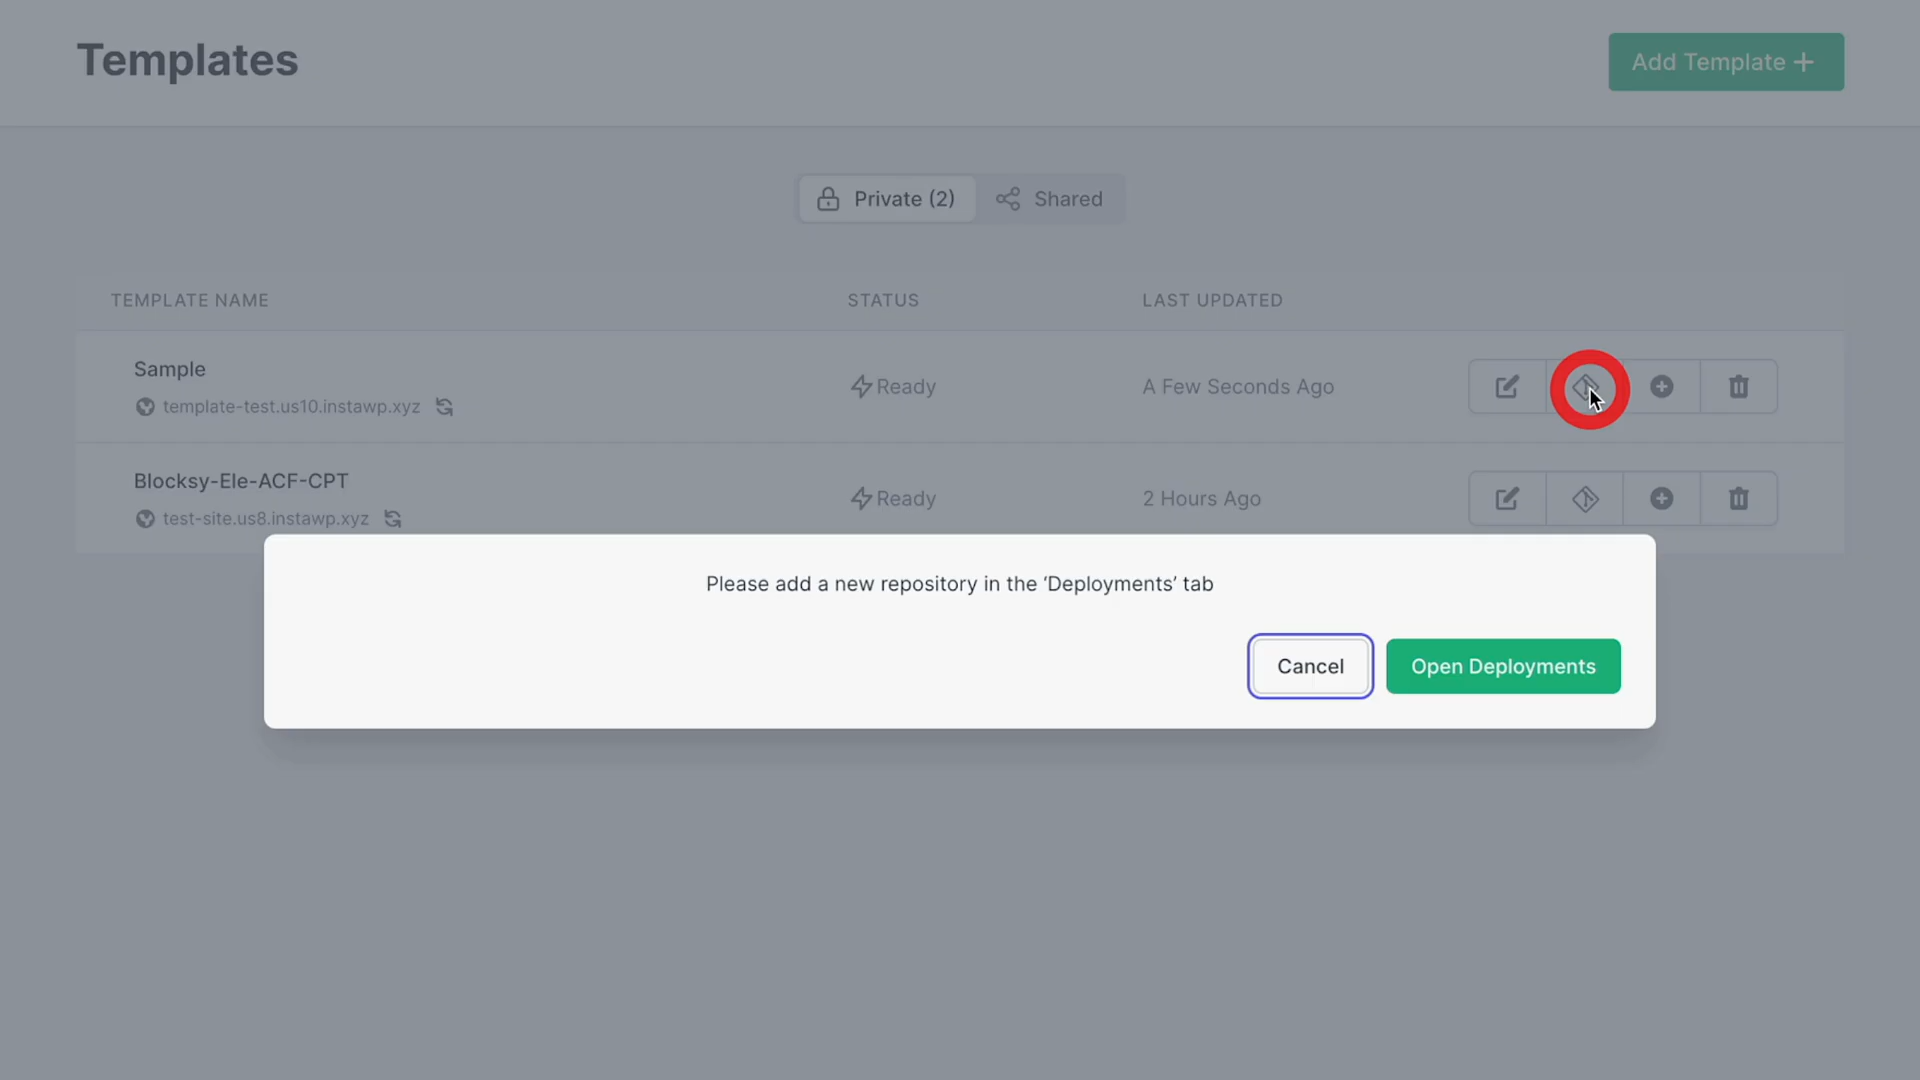 Templates
Add Template +
Private (2)
Shared
TEMPLATE NAME
STATUS
LAST UPDATED
Sample
Ready
A Few Seconds Ago
template-test.us10.instawp.xyz
Blocksy-Ele-ACF-CPT
Ready
2 Hours Ago
test-site.us8.instawp.xyz
Please add a new repository in the ‘Deployments’ tab
Cancel
Open Deployments